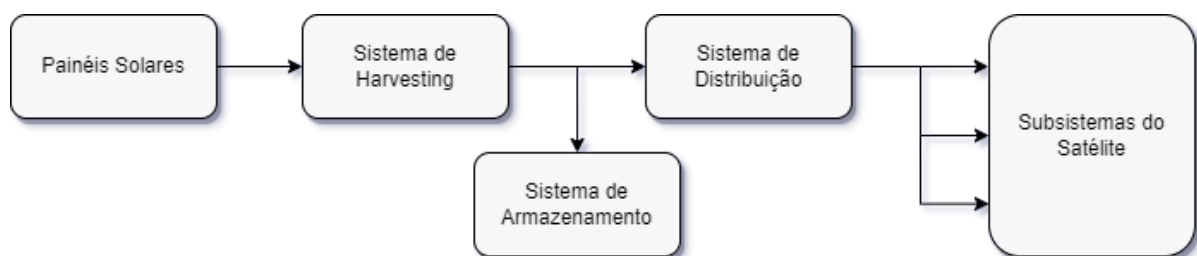 Painéis Solares
Sistema de
Harvesting
Sistema de
Distribuição
Subsistemas do
Satélite
Sistema de
Armazenamento